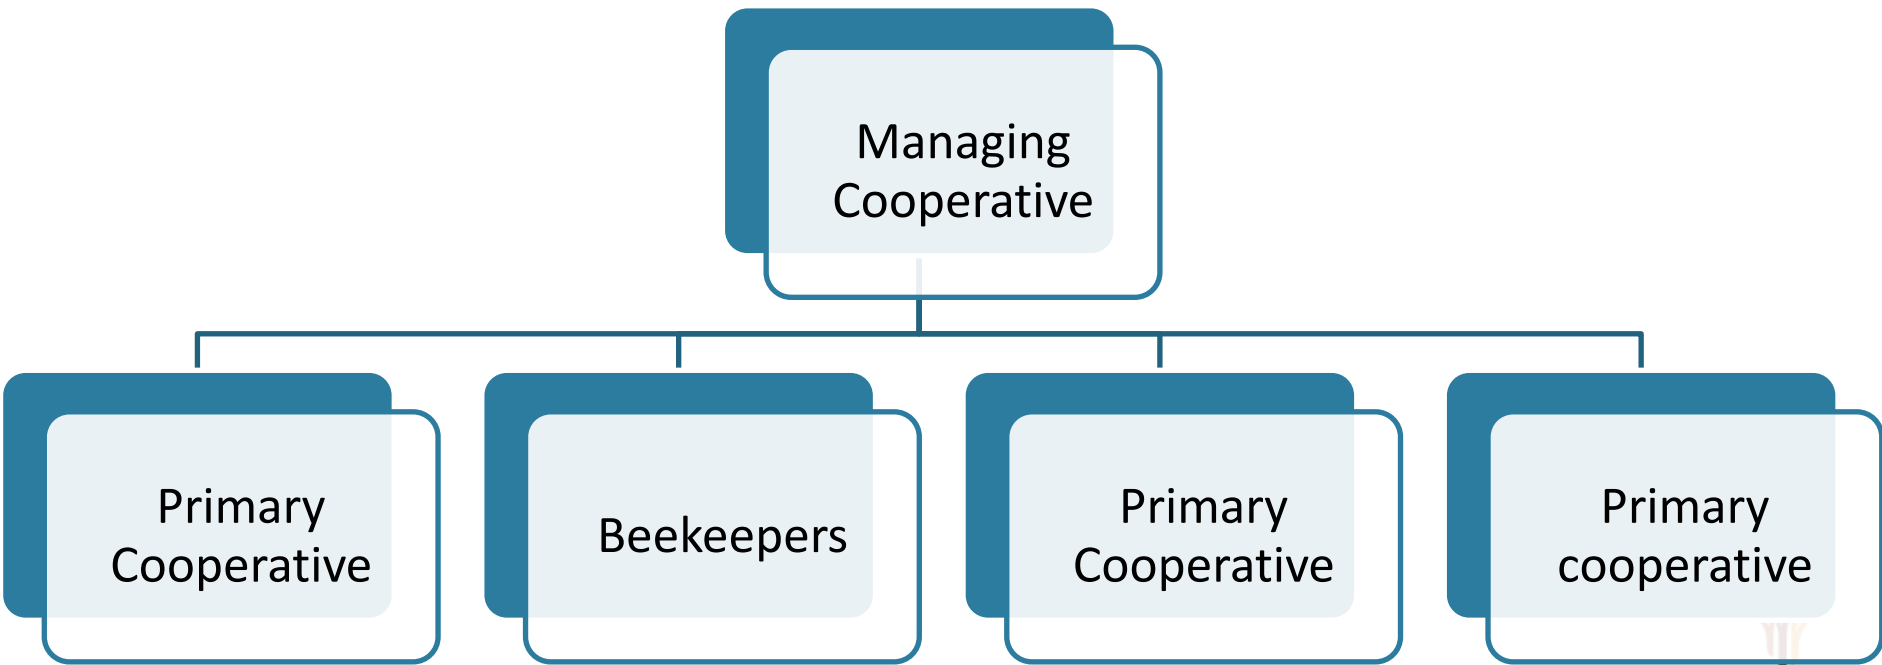 Managing
Cooperative
Primary
Cooperative
Beekeepers
Primary
Cooperative
Primary
cooperative